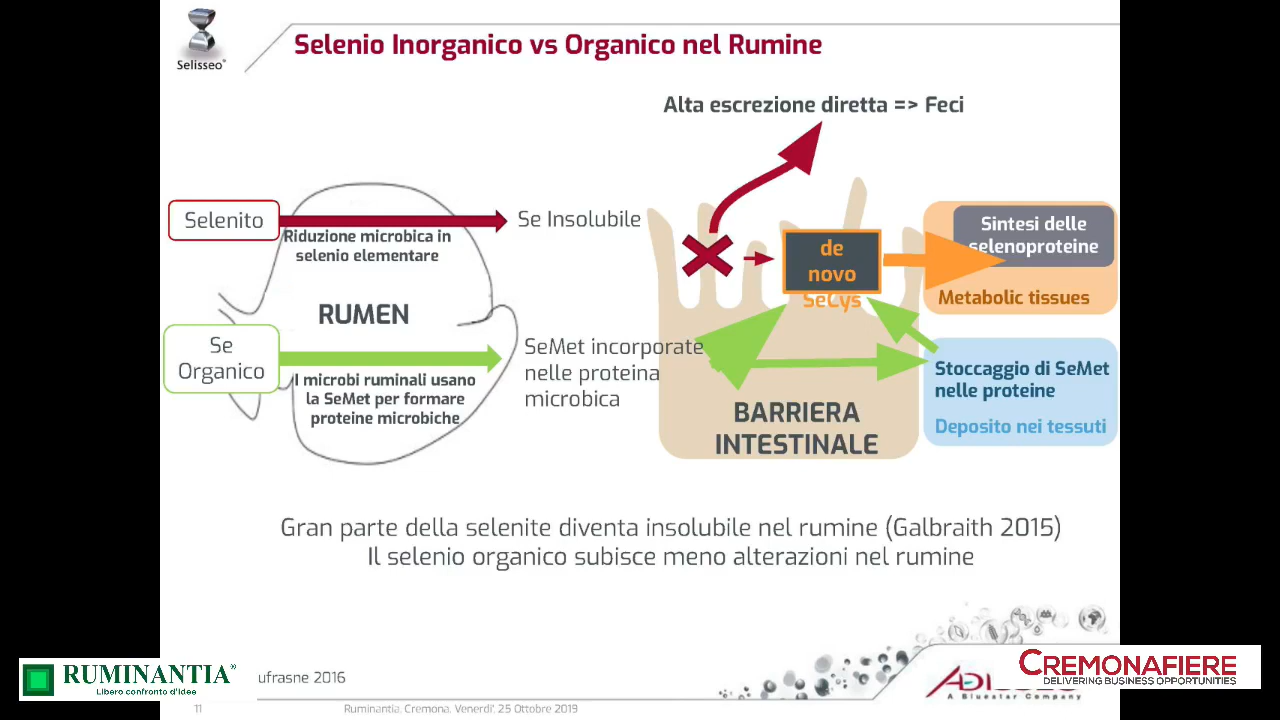 Selisseo®
Selenio Inorganico vs Organico nel Rumine
Alta escrezione diretta => Feci
Selenito
Riduzione microbica in
selenio elementare
Se Insolubile
de
novo
SeCys
Sintesi delle
selenoproteine
Metabolic tissues
RUMEN
Se
Organico
I microbi ruminali usano
la SeMet per formare
proteine microbiche
SeMet incorporate
nelle proteina
microbica
BARRIERA
INTESTINALE
Stoccaggio di SeMet
nelle proteine
Deposito nei tessuti
Gran parte della selenite diventa insolubile nel rumine (Galbraith 2015)
Il selenio organico subisce meno alterazioni nel rumine
RUMINANTIA®
Libero confronto d'Idee
ufrasne 2016
CREMONAFIERE
DELIVERING BUSINESS OPPORTUNITIES
A Bluestar Company
11
Ruminantia. Cremona. Venerdi'. 25 Ottobre 2019